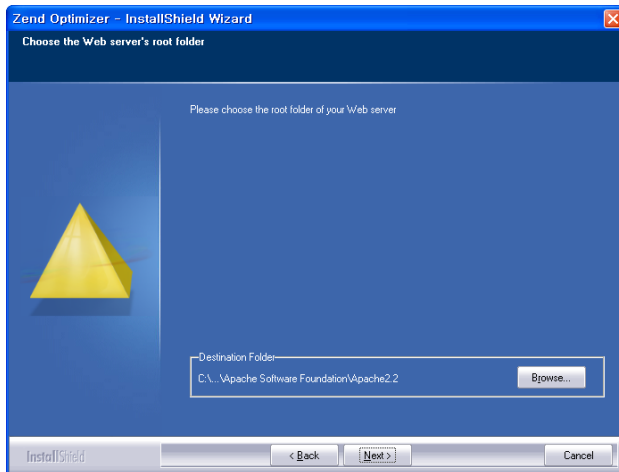 Zend Optimizer - InstallShield Wizard
Choose the Web server's root folder
Please choose the root folder of your Web server
Destination Folder
C:\...\Apache Software Foundation\Apache2.2
Browse...
InstallShield
< Back
Next >
Cancel